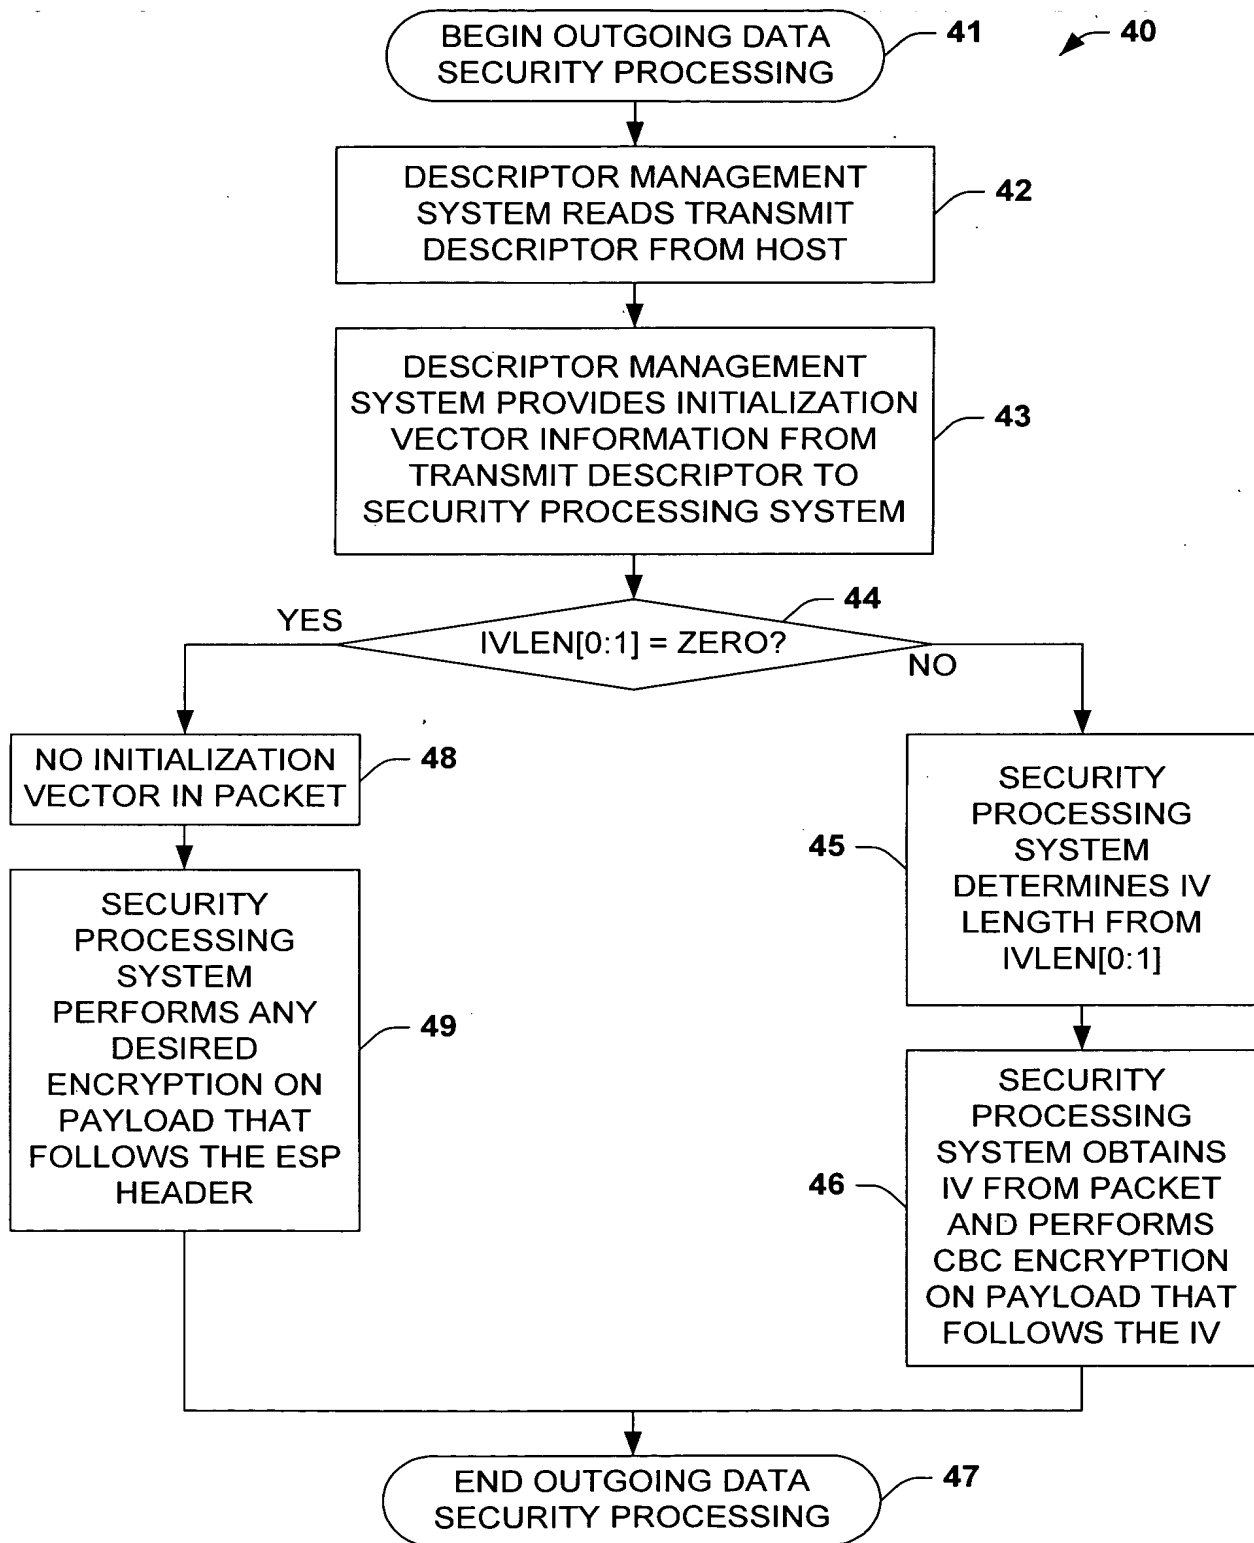 BEGIN OUTGOING DATA
SECURITY PROCESSING
41
40
DESCRIPTOR MANAGEMENT
SYSTEM READS TRANSMIT
DESCRIPTOR FROM HOST
42
DESCRIPTOR MANAGEMENT
SYSTEM PROVIDES INITIALIZATION
VECTOR INFORMATION FROM
TRANSMIT DESCRIPTOR TO
SECURITY PROCESSING SYSTEM
43
44
YES
IVLEN[0:1] = ZERO?
NO
NO INITIALIZATION
VECTOR IN PACKET
48
SECURITY
PROCESSING
SYSTEM
PERFORMS ANY
DESIRED
ENCRYPTION ON
PAYLOAD THAT
FOLLOWS THE ESP
HEADER
49
45
SECURITY
PROCESSING
SYSTEM
DETERMINES IV
LENGTH FROM
IVLEN[0:1]
46
SECURITY
PROCESSING
SYSTEM OBTAINS
IV FROM PACKET
AND PERFORMS
CBC ENCRYPTION
ON PAYLOAD THAT
FOLLOWS THE IV
END OUTGOING DATA
SECURITY PROCESSING
47